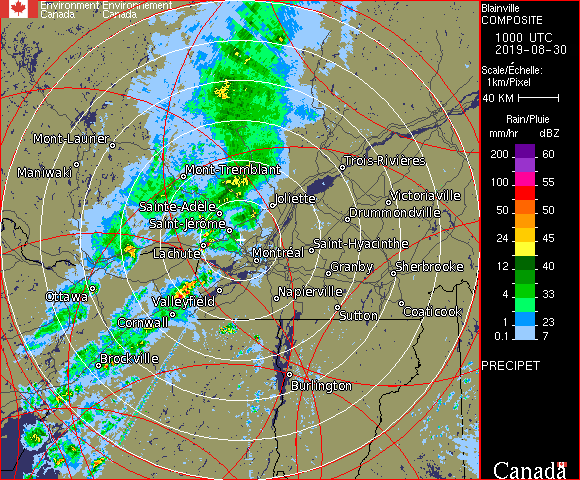 Environment Environnement
Canada Canada
Blainville
COMPOSITE
1000 UTC
2019-08-30
Scale/Échelle:
1km/Pixel
40 KM
Rain/Pluie
mm/hr dBZ
200 60
100 55
50 50
24 45
12 40
4 33
1 23
0.1 7
PRECIPET
Mont-Laurier
Maniwaki
Mont-Tremblant
Trois-Rivières
Sainte-Adèle
Joliette
Victoriaville
Drummondville
Saint-Jérôme
Lachute
Montréal
Saint-Hyacinthe
Granby
Sherbrooke
Ottawa
Valleyfield
Napierville
Cornwall
Sutton
Coaticook
Brockville
Burlington
Canada